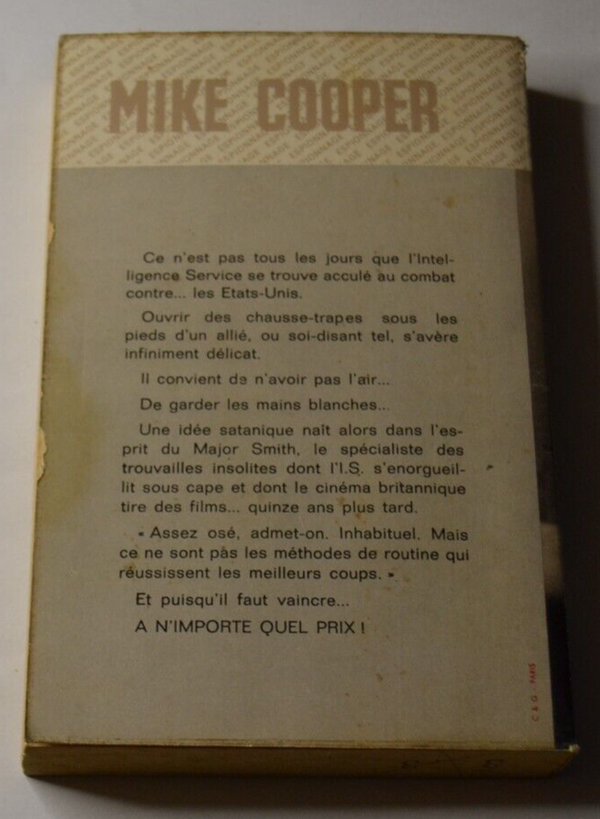 MIKE COOPER
Ce n'est pas tous les jours que l'Intel-
ligence Service se trouve acculé au combat
contre... les Etats-Unis.
Ouvrir des chausse-trapes sous les
pieds d'un allié, ou soi-disant tel, s'avère
infiniment délicat.
Il convient de n'avoir pas l'air...
De garder les mains blanches...
Une idée satanique naît alors dans l'es-
prit du Major Smith, le spécialiste des
trouvailles insolites dont l'I.S. s'enorgueil-
lit sous cape et dont le cinéma britannique
tire des films... quinze ans plus tard.
« Assez osé, admet-on. Inhabituel. Mais
ce ne sont pas les méthodes de routine qui
réussissent les meilleurs coups. »
Et puisqu'il faut vaincre...
A N'IMPORTE QUEL PRIX !
C & G - PARIS